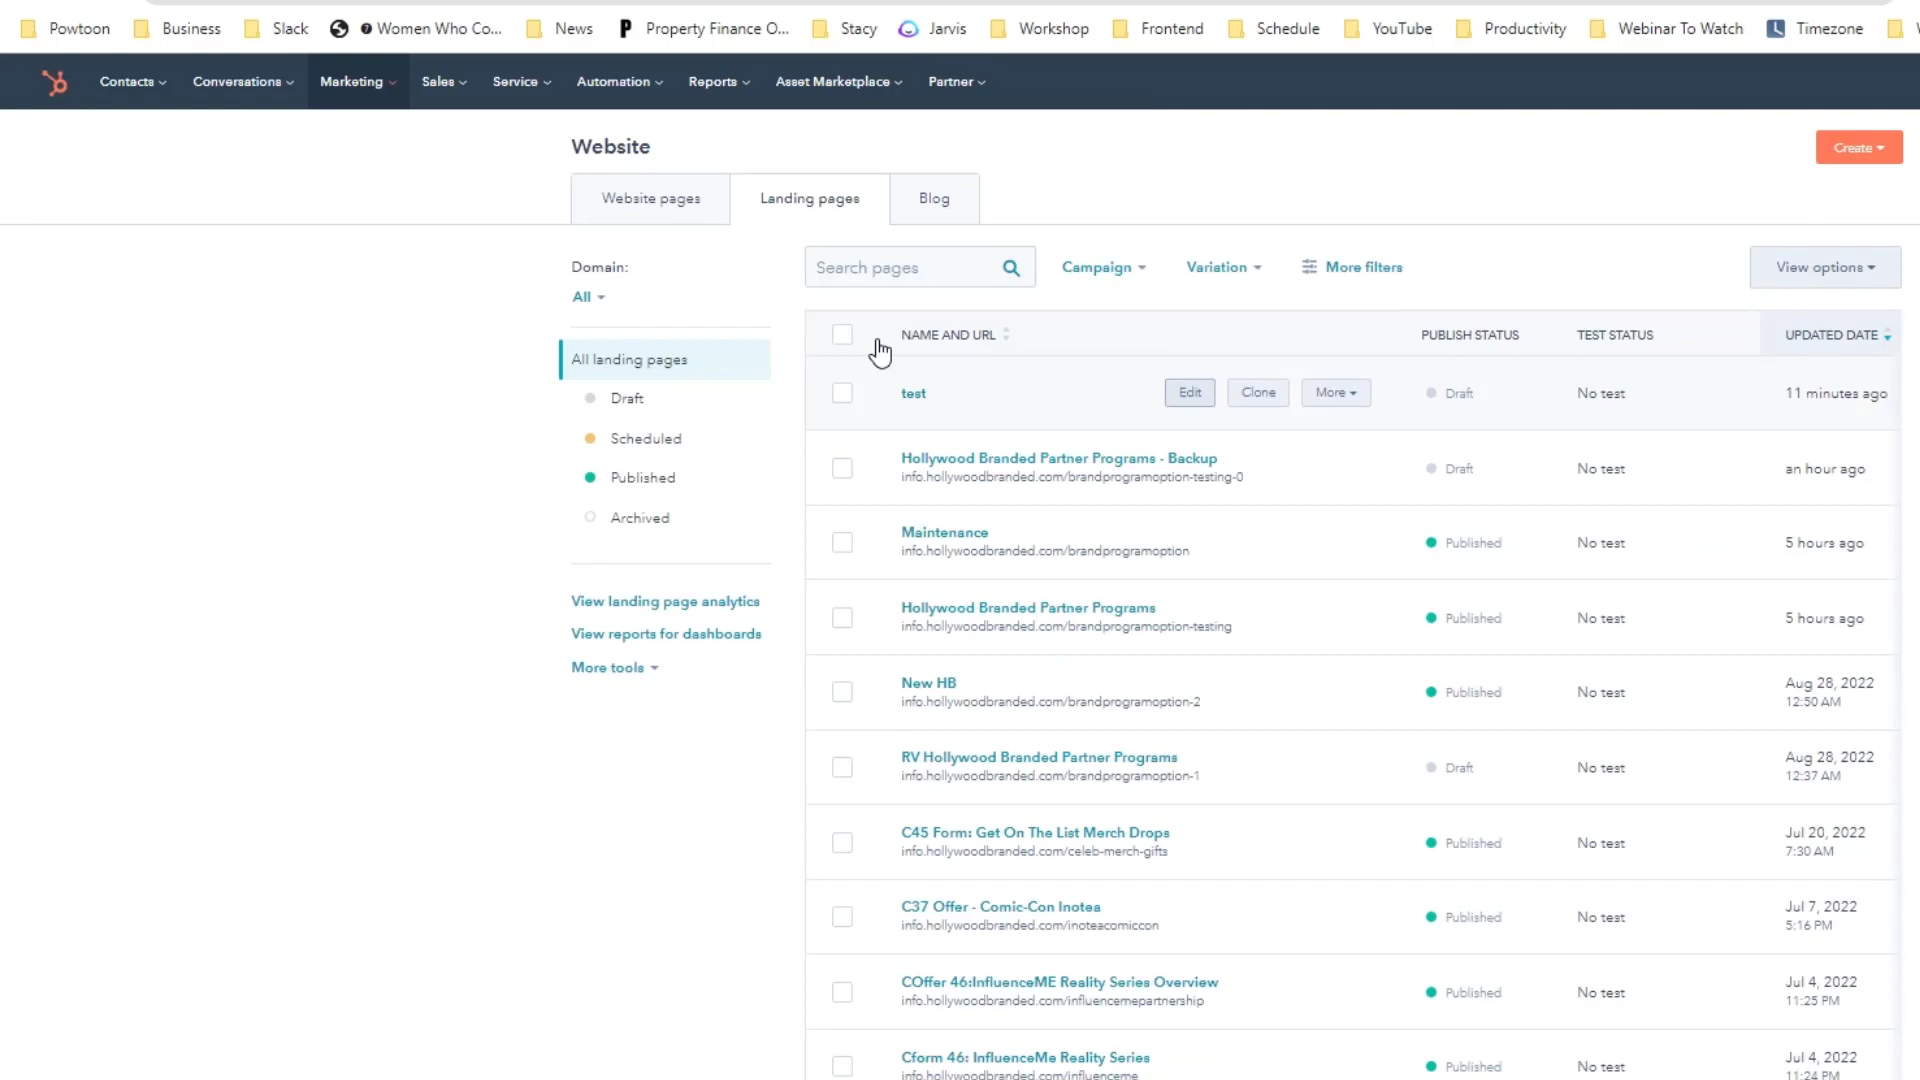 Powtoon Business Slack Women Who Co... News Property Finance O... Stacy Jarvis Workshop Frontend Schedule YouTube Productivity Webinar To Watch Timezone
Contacts Conversations Marketing Sales Service Automation Reports Asset Marketplace Partner
Website
Create
Website pages Landing pages Blog
Domain:
All
Search pages Campaign Variation More filters View options
NAME AND URL PUBLISH STATUS TEST STATUS UPDATED DATE
All landing pages
Draft
Scheduled
Published
Archived
View landing page analytics
View reports for dashboards
More tools
test Edit Clone More Draft No test 11 minutes ago
Hollywood Branded Partner Programs - Backup
info.hollywoodbranded.com/brandprogramoption-testing-0
Draft No test an hour ago
Maintenance
info.hollywoodbranded.com/brandprogramoption
Published No test 5 hours ago
Hollywood Branded Partner Programs
info.hollywoodbranded.com/brandprogramoption-testing
Published No test 5 hours ago
New HB
info.hollywoodbranded.com/brandprogramoption-2
Published No test Aug 28, 2022
12:50 AM
RV Hollywood Branded Partner Programs
info.hollywoodbranded.com/brandprogramoption-1
Draft No test Aug 28, 2022
12:37 AM
C45 Form: Get On The List Merch Drops
info.hollywoodbranded.com/celeb-merch-gifts
Published No test Jul 20, 2022
7:30 AM
C37 Offer - Comic-Con Inotea
info.hollywoodbranded.com/inoteacomiccon
Published No test Jul 7, 2022
5:16 PM
COffer 46:InfluenceME Reality Series Overview
info.hollywoodbranded.com/influencemepartnership
Published No test Jul 4, 2022
11:25 PM
Cform 46: InfluenceMe Reality Series
info.hollywoodbranded.com/influenceme
Published No test Jul 4, 2022
11:24 PM